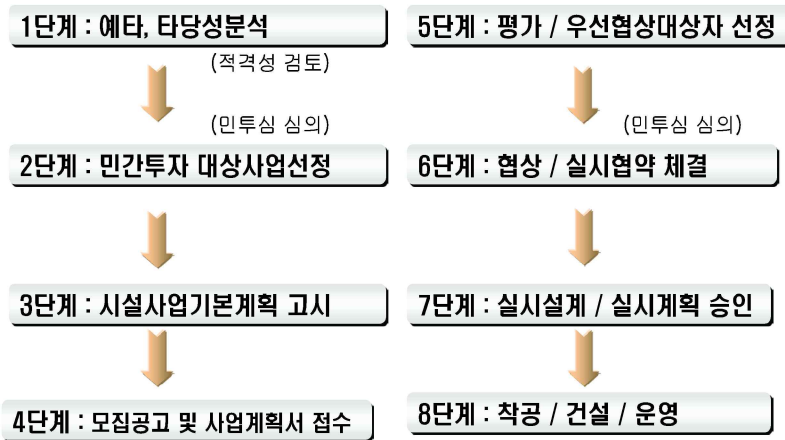 1단계 : 예타, 타당성분석
(적격성 검토)
(민투심 심의)
2단계 : 민간투자 대상사업선정
3단계 : 시설사업기본계획 고시
4단계 : 모집공고 및 사업계획서 접수
5단계 : 평가 / 우선협상대상자 선정
(민투심 심의)
6단계 : 협상 / 실시협약 체결
7단계 : 실시설계 / 실시계획 승인
8단계 : 착공 / 건설 / 운영